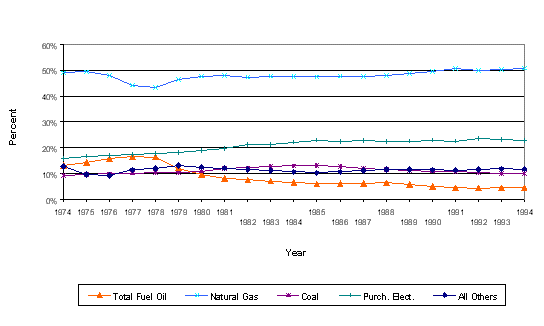 60%
50%
40%
30%
20%
10%
0%
Percent
1974 1975 1976 1977 1978 1979 1980 1981 1982 1983 1984 1985 1986 1987 1988 1989 1990 1991 1992 1993 1994
Year
Total Fuel Oil Natural Gas Coal Purch. Elect. All Others